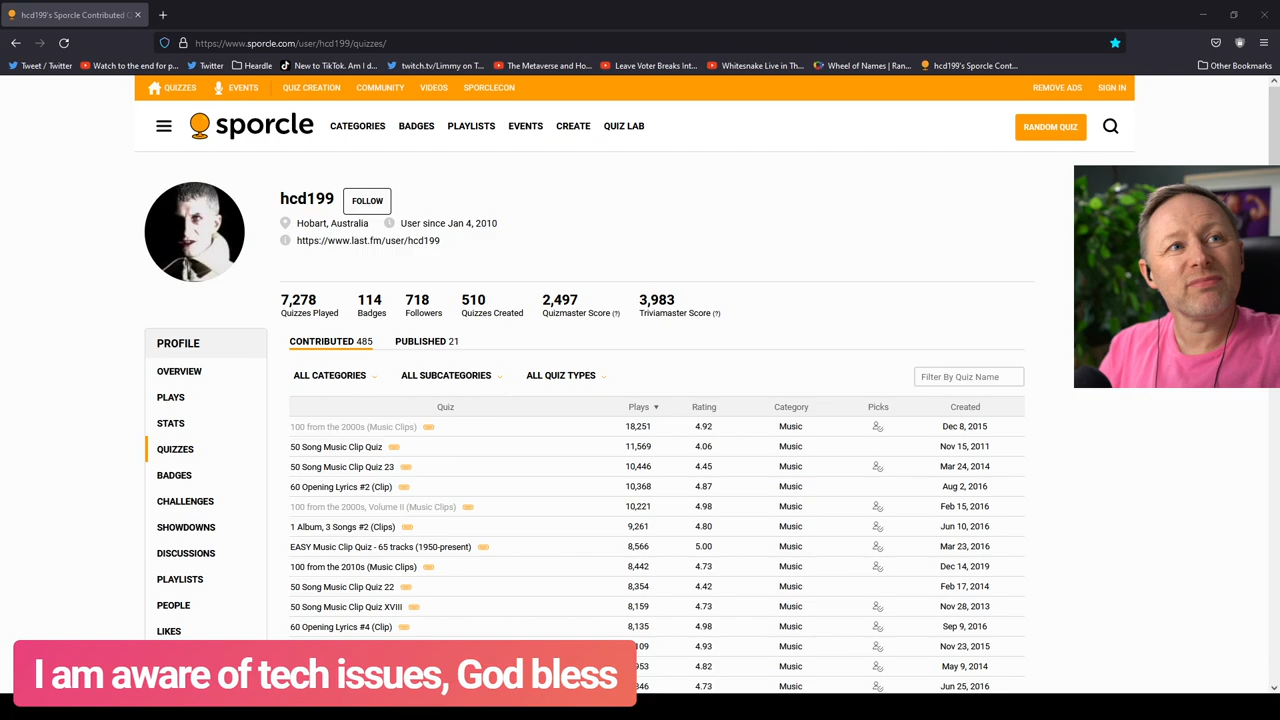 hcd199's Sporcle Contributed
https://www.sporcle.com/user/hcd199/quizzes/
Tweet / Twitter
Watch to the end for p...
Twitter
Heardle
New to TikTok. Am I d...
twitch.tv/Limmy on T...
The Metaverse and Ho...
Leave Voter Breaks Int...
Whitesnake Live in Th...
Wheel of Names | Ran...
hcd199's Sporcle Cont...
Other Bookmarks
QUIZZES EVENTS QUIZ CREATION COMMUNITY VIDEOS SPORCLECON REMOVE ADS SIGN IN
sporcle CATEGORIES BADGES PLAYLISTS EVENTS CREATE QUIZ LAB RANDOM QUIZ
hcd199 FOLLOW
Hobart, Australia User since Jan 4, 2010
https://www.last.fm/user/hcd199
7,278 114 718 510 2,497 3,983
Quizzes Played Badges Followers Quizzes Created Quizmaster Score (?) Triviamaster Score (?)
PROFILE
OVERVIEW
PLAYS
STATS
QUIZZES
BADGES
CHALLENGES
SHOWDOWNS
DISCUSSIONS
PLAYLISTS
PEOPLE
LIKES
CONTRIBUTED 485 PUBLISHED 21
ALL CATEGORIES ALL SUBCATEGORIES ALL QUIZ TYPES Filter By Quiz Name
Quiz Plays ▼ Rating Category Picks Created
100 from the 2000s (Music Clips) 18,251 4.92 Music Dec 8, 2015
50 Song Music Clip Quiz 11,569 4.06 Music Nov 15, 2011
50 Song Music Clip Quiz 23 10,446 4.45 Music Mar 24, 2014
60 Opening Lyrics #2 (Clip) 10,368 4.87 Music Aug 2, 2016
100 from the 2000s, Volume II (Music Clips) 10,221 4.98 Music Feb 15, 2016
1 Album, 3 Songs #2 (Clips) 9,261 4.80 Music Jun 10, 2016
EASY Music Clip Quiz - 65 tracks (1950-present) 8,566 5.00 Music Mar 23, 2016
100 from the 2010s (Music Clips) 8,442 4.73 Music Dec 14, 2019
50 Song Music Clip Quiz 22 8,354 4.42 Music Feb 17, 2014
50 Song Music Clip Quiz XVIII 8,159 4.73 Music Nov 28, 2013
60 Opening Lyrics #4 (Clip) 8,135 4.98 Music Sep 9, 2016
109 4.93 Music Nov 23, 2015
953 4.82 Music May 9, 2014
846 4.73 Music Jun 25, 2016
I am aware of tech issues, God bless